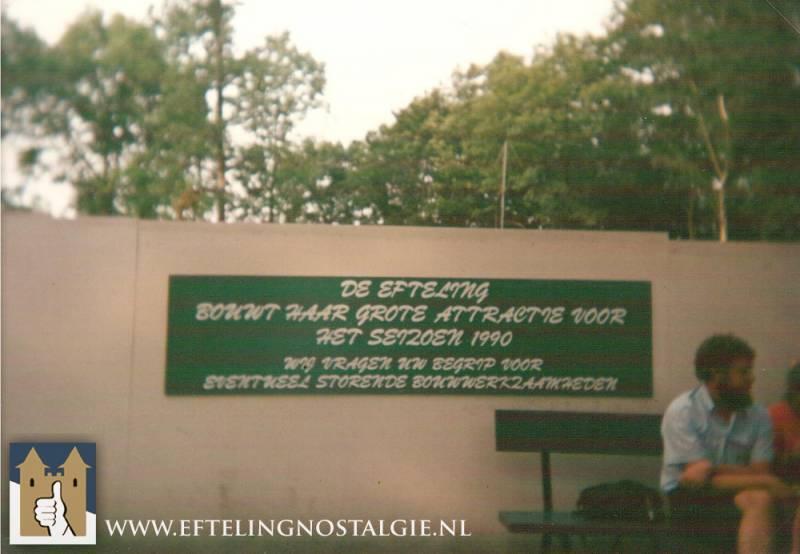 DE EFTELING
BOUWT HAAR GROTE ATTRACTIE VOOR
HET SEIZOEN 1990
WIJ VRAGEN UW BEGRIP VOOR
EVENTUEEL STORENDE BOUWWERKZAAMHEDEN
WWW.EFTELINGNOSTALGIE.NL